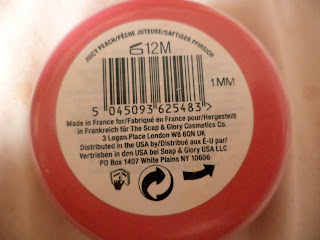 JUICY PEACH/PÊCHE JUTEUSE/SAFTIGER PFIRSICH
12M
1MM
5 045093 625483 >
Made in France for/Fabriqué en France pour/Hergestellt
in Frankreich für The Soap & Glory Cosmetics Co.
3 Logan Place London W8 6QN UK
Distributed in the USA by/Distribué aux É-U par/
Vertrieben in den USA bei Soap & Glory USA LLC
PO Box 1407 White Plains NY 10606